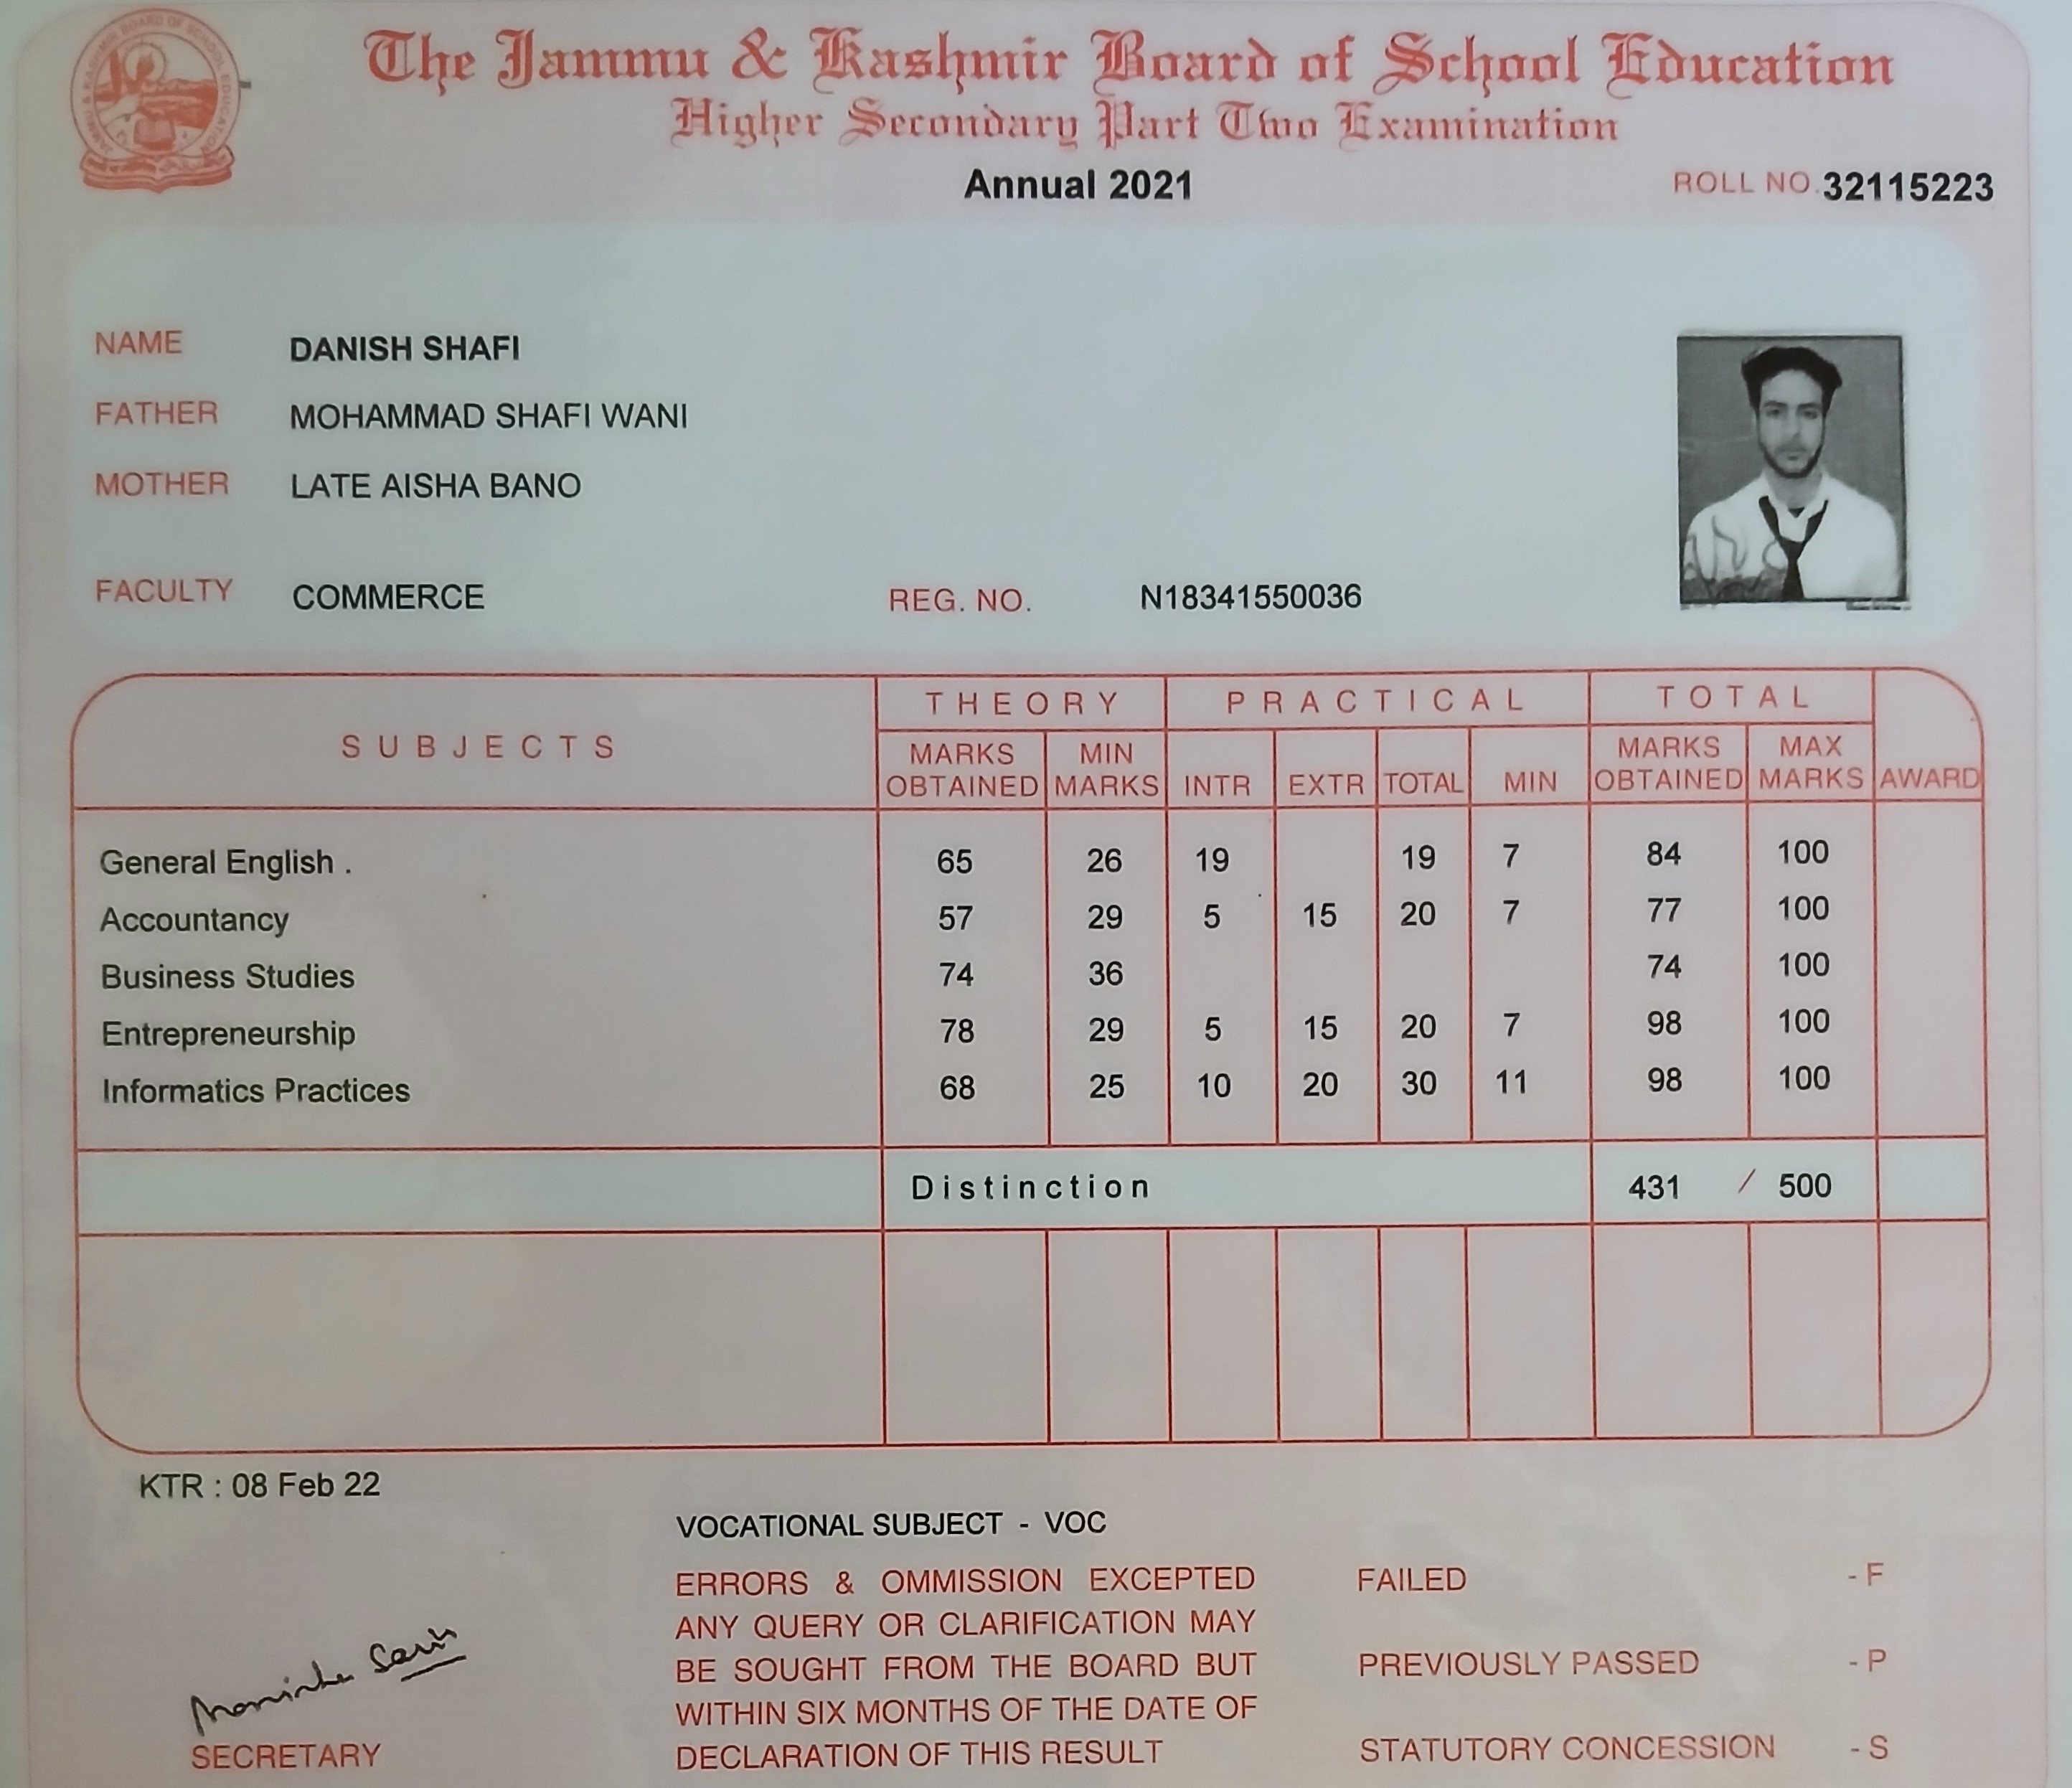 The Jammu & Kashmir Board of School Education
Higher Secondary Part Two Examination
Annual 2021
ROLL NO. 32115223
NAME DANISH SHAFI
FATHER MOHAMMAD SHAFI WANI
MOTHER LATE AISHA BANO
FACULTY COMMERCE REG. NO. N18341550036
THEORY PRACTICAL TOTAL
SUBJECTS MARKS OBTAINED MIN MARKS INTR EXTR TOTAL MIN MARKS OBTAINED MAX MARKS AWARD
General English . 65 26 19 19 7 84 100
Accountancy 57 29 5 15 20 7 77 100
Business Studies 74 36 74 100
Entrepreneurship 78 29 5 15 20 7 98 100
Informatics Practices 68 25 10 20 30 11 98 100
Distinction 431 / 500
KTR : 08 Feb 22
VOCATIONAL SUBJECT - VOC
ERRORS & OMMISSION EXCEPTED
ANY QUERY OR CLARIFICATION MAY
BE SOUGHT FROM THE BOARD BUT
WITHIN SIX MONTHS OF THE DATE OF
DECLARATION OF THIS RESULT
FAILED - F
PREVIOUSLY PASSED - P
STATUTORY CONCESSION - S
SECRETARY